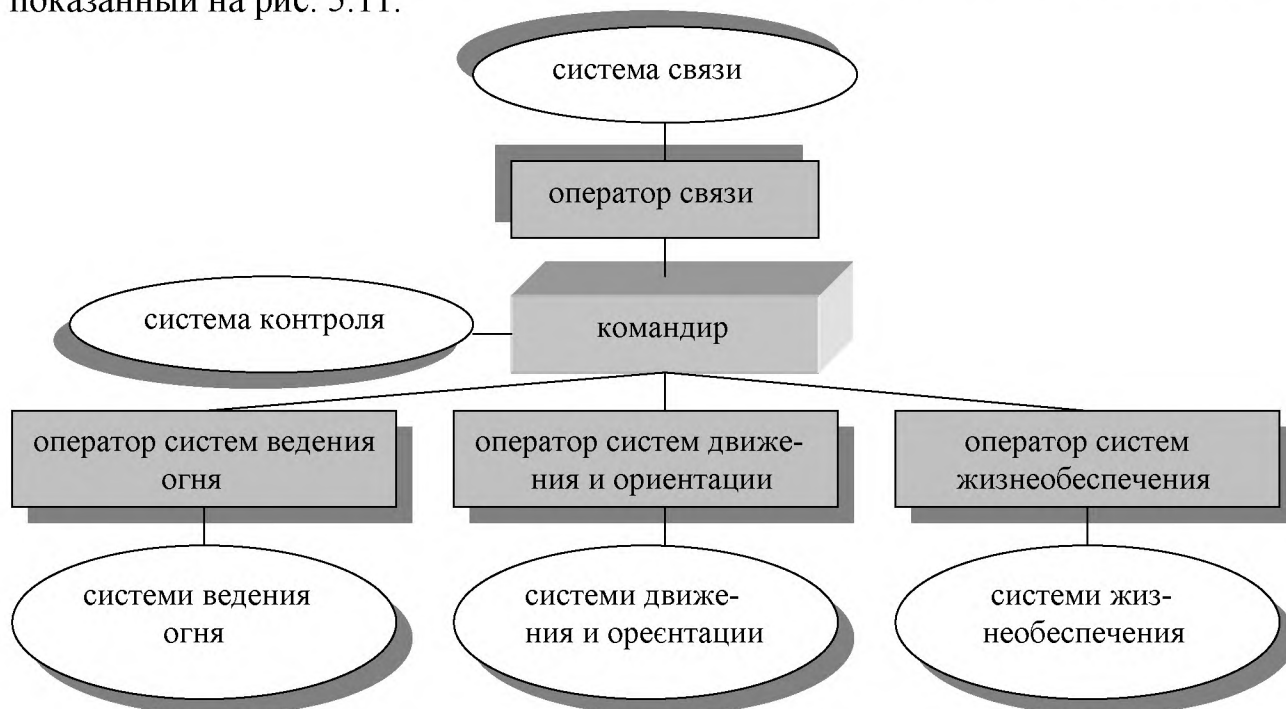 показанный на рис. 5.11.
система связи
оператор связи
система контроля
командир
оператор систем ведения
огня
оператор систем движе-
ния и ориентации
оператор систем
жизнеобеспечения
системи ведения
огня
системи движе-
ния и ореєнтации
системи жиз-
необеспечения